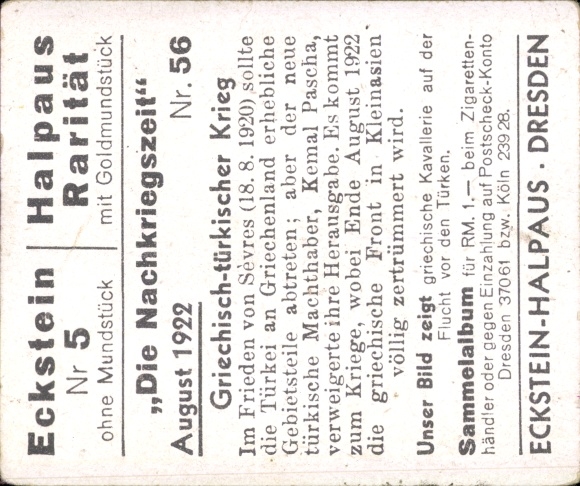 Eckstein
Nr 5
ohne Mundstück
Halpaus
Rarität
mit Goldmundstück
„Die Nachkriegszeit“
August 1922 Nr. 56
Griechisch-türkischer Krieg
Im Frieden von Sèvres (18. 8. 1920) sollte
die Türkei an Griechenland erhebliche
Gebietsteile abtreten; aber der neue
türkische Machthaber, Kemal Pascha,
verweigerte ihre Herausgabe. Es kommt
zum Kriege, wobei Ende August 1922
die griechische Front in Kleinasien
völlig zertrümmert wird.
Unser Bild zeigt griechische Kavallerie auf der
Flucht vor den Türken.
Sammelalbum für RM. 1.— beim Zigaretten-
händler oder gegen Einzahlung auf Postscheck-Konto
Dresden 37061 bzw. Köln 23928.
ECKSTEIN-HALPAUS · DRESDEN